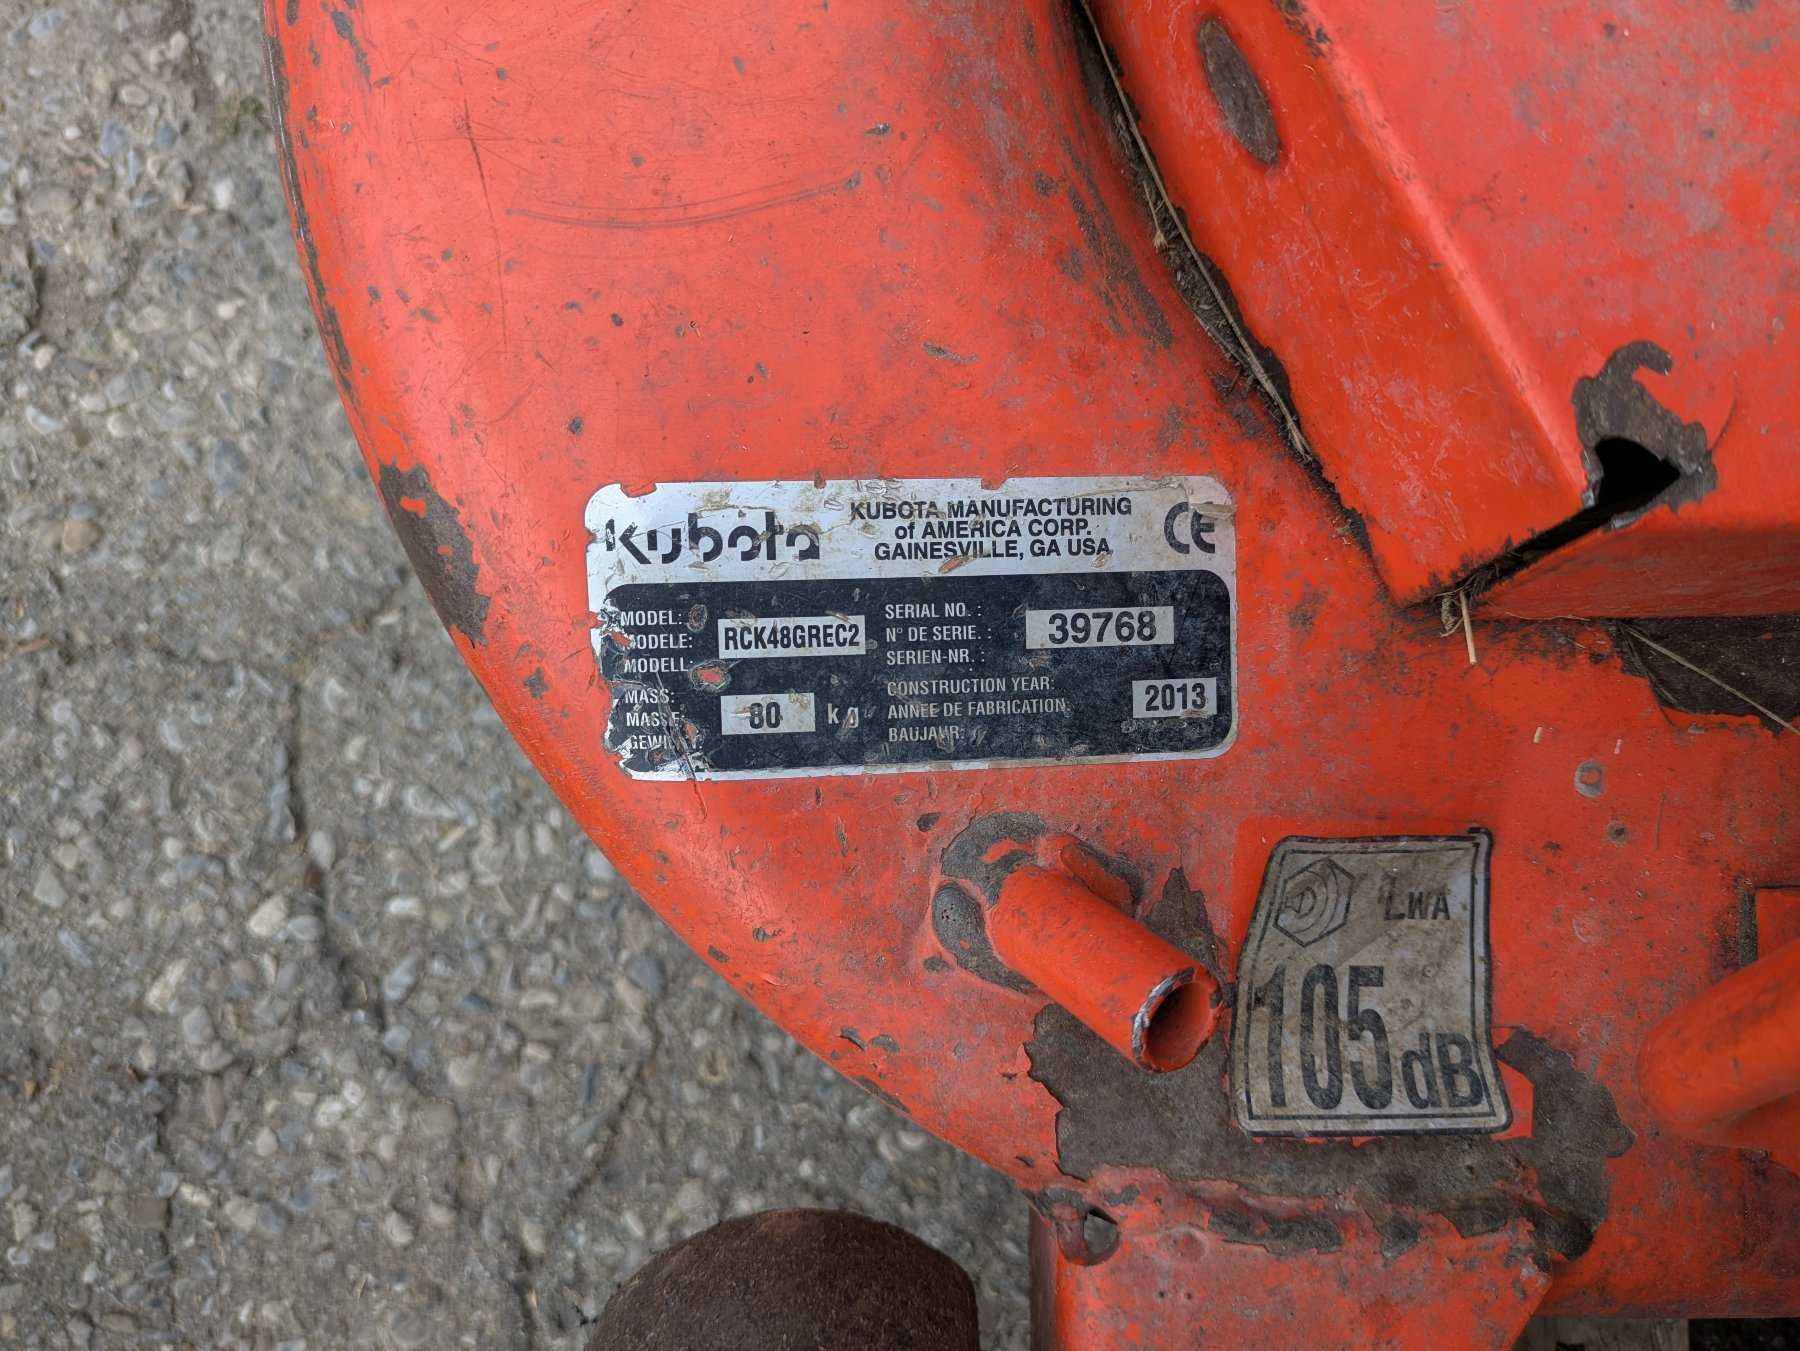 Kubota
KUBOTA MANUFACTURING
of AMERICA CORP.
GAINESVILLE, GA USA
CE
MODEL:
MODELE:
MODELL:
RCK48GREC2
SERIAL NO. :
N° DE SERIE. :
SERIEN-NR. :
39768
MASS:
MASSE:
80 kg
CONSTRUCTION YEAR:
ANNEE DE FABRICATION:
BAUJAHR:
2013
LWA
105dB